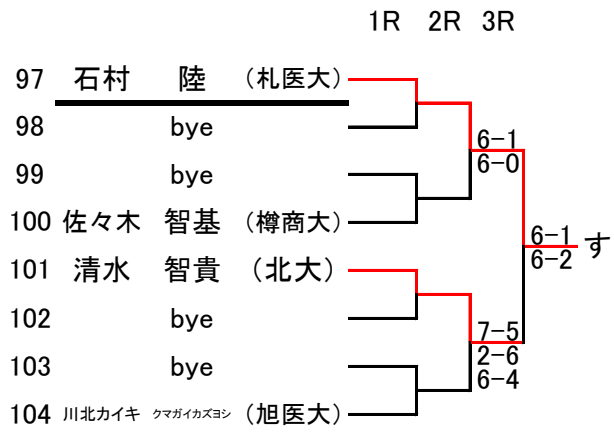 1R 2R 3R
97 石村 陸 (札医大)
98 bye
6-1
99 bye
6-0
100 佐々木 智基 (樽商大)
6-1 す
101 清水 智貴 (北大)
6-2
102 bye
7-5
2-6
103 bye
6-4
104 川北カイキ クマガイカズヨシ (旭医大)